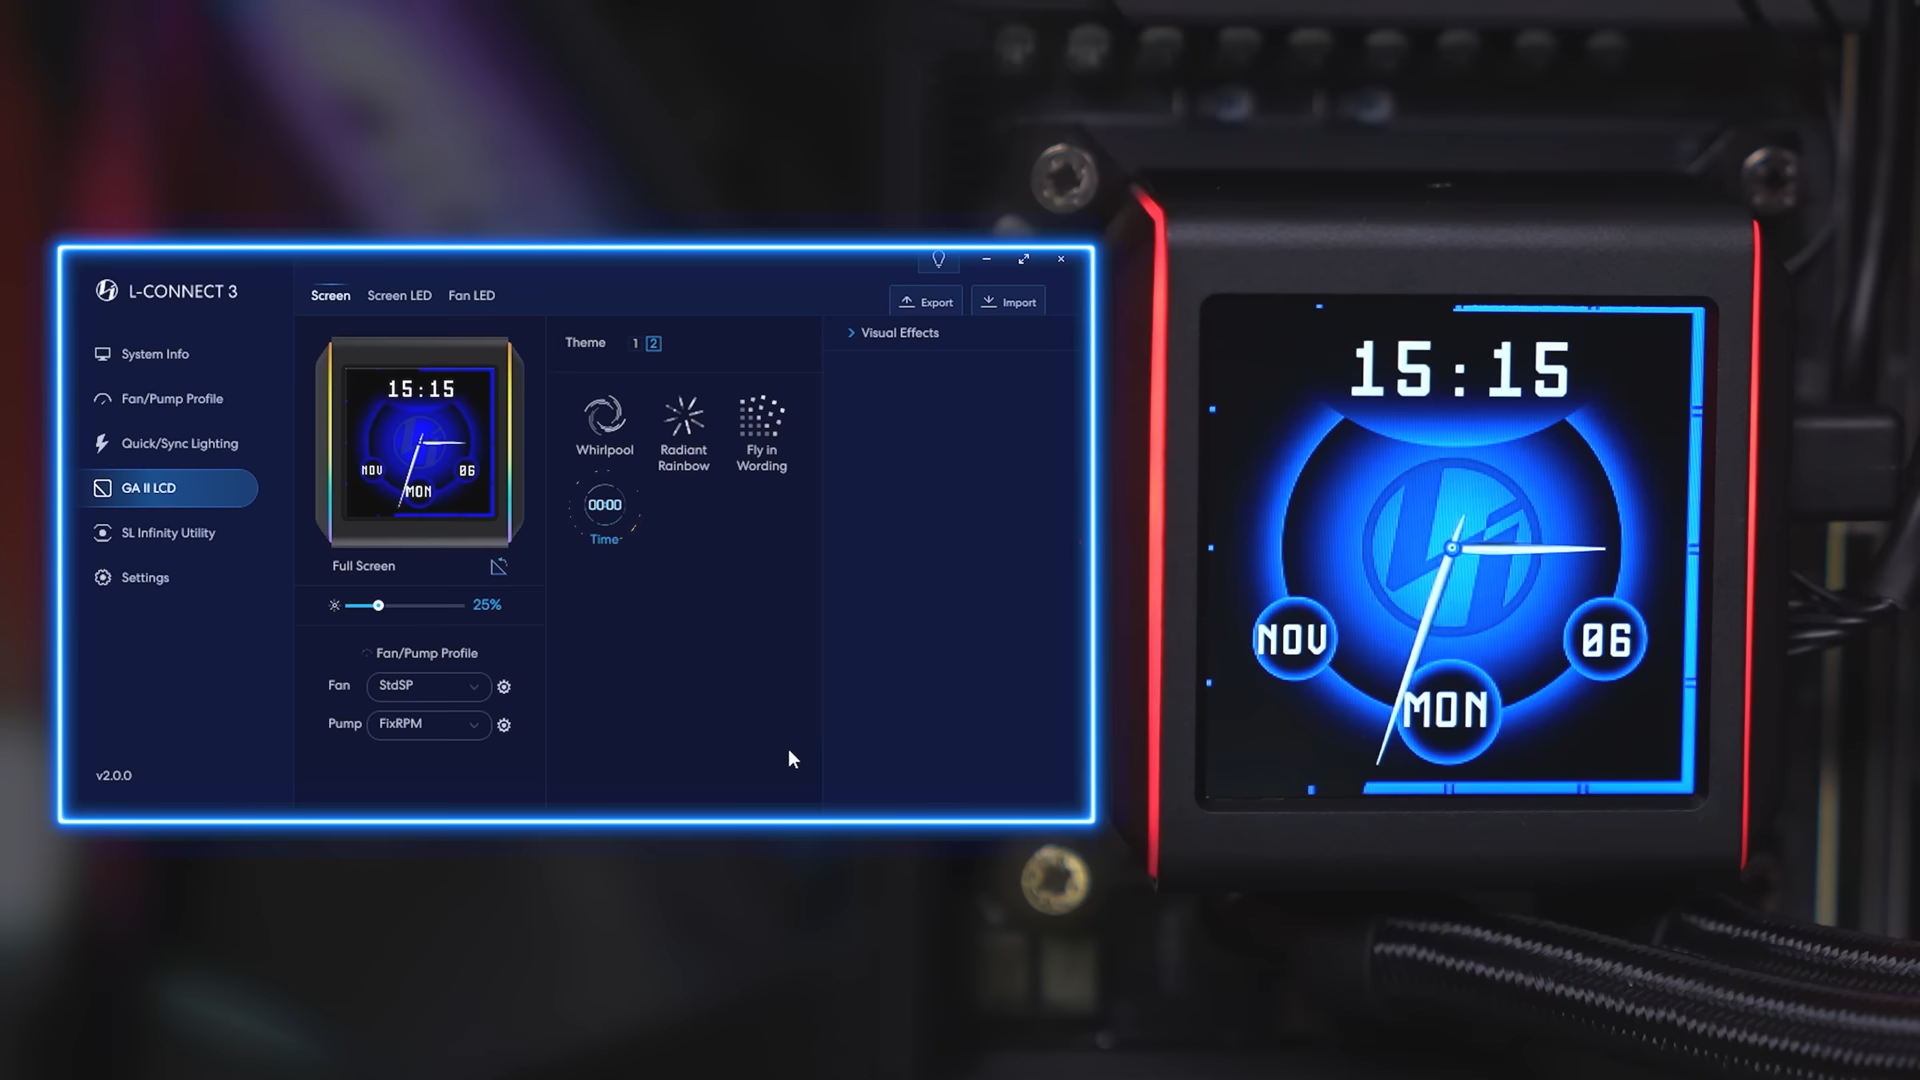 L-CONNECT 3
System Info
Fan/Pump Profile
Quick/Sync Lighting
GA II LCD
SL Infinity Utility
Settings
v2.0.0
Screen
Screen LED
Fan LED
Export
Import
15:15
NOV
06
MON
Full Screen
25%
Fan/Pump Profile
Fan
StdSP
Pump
FixRPM
Theme
1
2
Whirlpool
Radiant
Rainbow
Fly in
Wording
00:00
Time
Visual Effects
15:15
NOV
06
MON